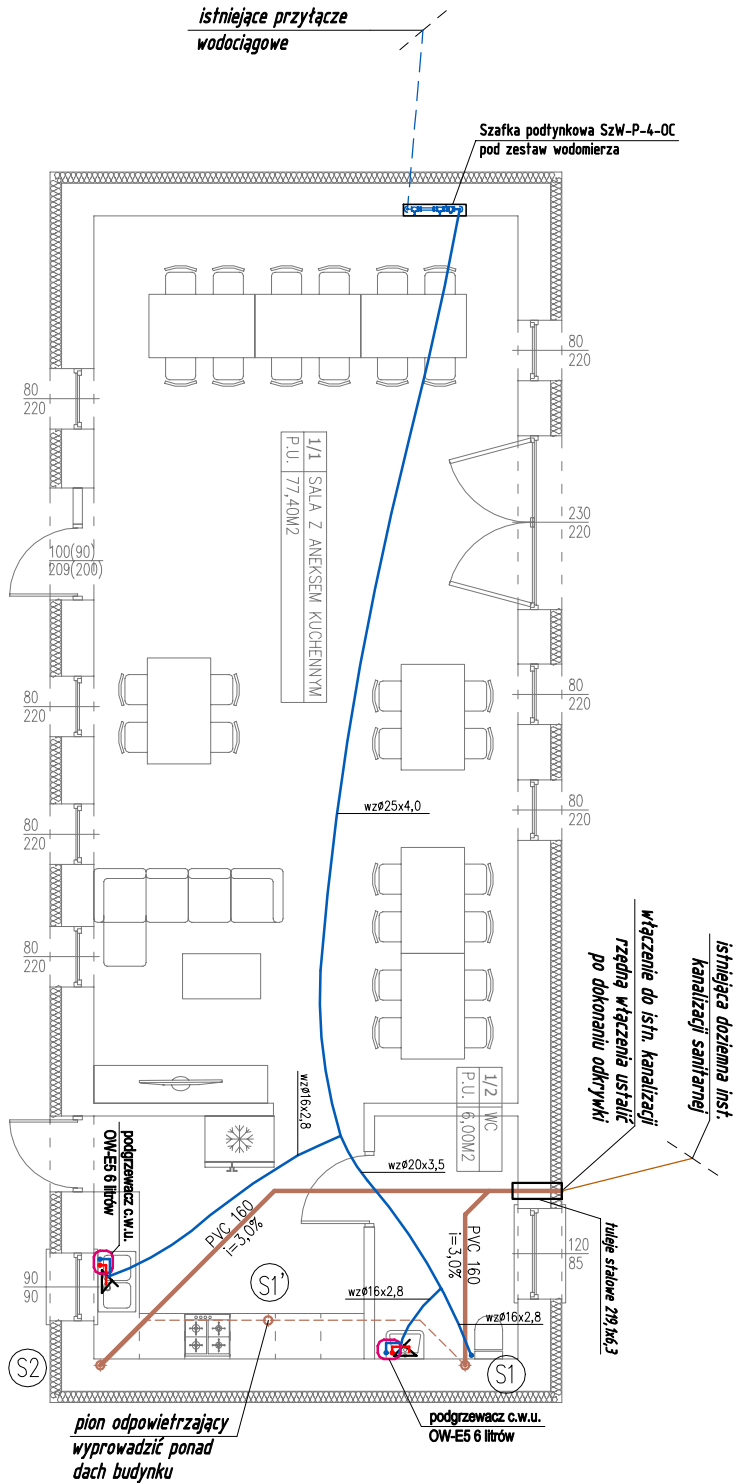 istniejące przyłącze
wodociągowe
Szafka podtynkowa SzW-P-4-OC
pod zestaw wodomierza
80
220
80
220
1/1 SALA Z ANEKSEM KUCHENNYM
P.U. 77,40M2
230
220
100(90)
209(200)
80
220
80
220
80
220
80
220
wzø25x4,0
80
220
istniejąca doziemna inst.
kanalizacji sanitarnej
włączenie do istn. kanalizacji
rzędną włączenia ustalić
po dokonaniu odkrywki
1/2 WC
P.U. 6,00M2
wzø16x2,8
wzø20x3,5
podgrzewacz c.w.u.
OW-E5 6 litrów
PVC 160
i=3,0%
PVC 160
i=3,0%
tuleje stalowe 219,1x6,3
120
85
90
90
S1'
wzø16x2,8
wzø16x2,8
S2
S1
pion odpowietrzający
wyprowadzić ponad
dach budynku
podgrzewacz c.w.u.
OW-E5 6 litrów